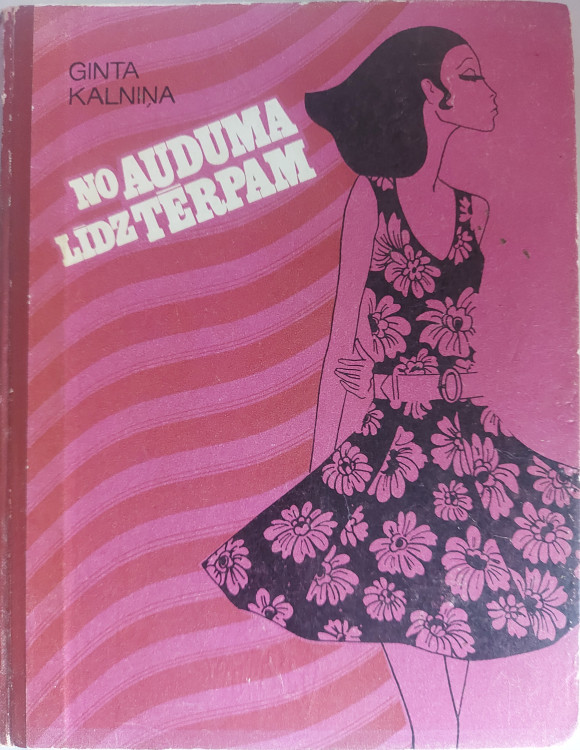 GINTA
KALNIŅA
NO AUDUMA
LĪDZ TĒRPAM